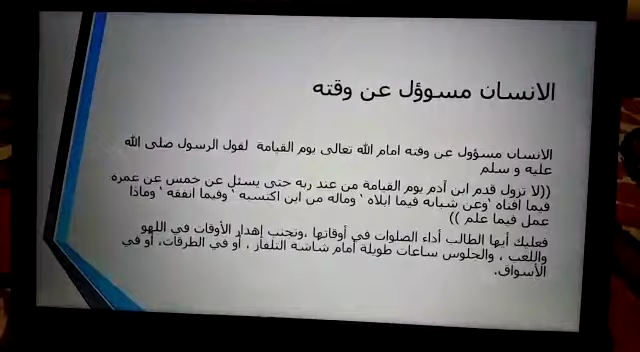 الانسان مسوؤل عن وقته
الانسان مسؤول عن وقته امام الله تعالى يوم القيامة لقول الرسول صلى الله
عليه و سلم
((لا تزول قدم ابن آدم يوم القيامة من عند ربه حتى يسئل عن خمس عن عمره
فيما افناه ‘وعن شبابه فيما ابلاه ‘ وماله من اين اكتسبه ‘ وفيما انفقه ‘ وماذا
عمل فيما علم ))
فعليك أيها الطالب أداء الصلوات في أوقاتها ،وتجنب إهدار الأوقات في اللهو
واللعب ، والجلوس ساعات طويلة أمام شاشة التلفاز ، أو في الطرقات، أو في
الأسواق.